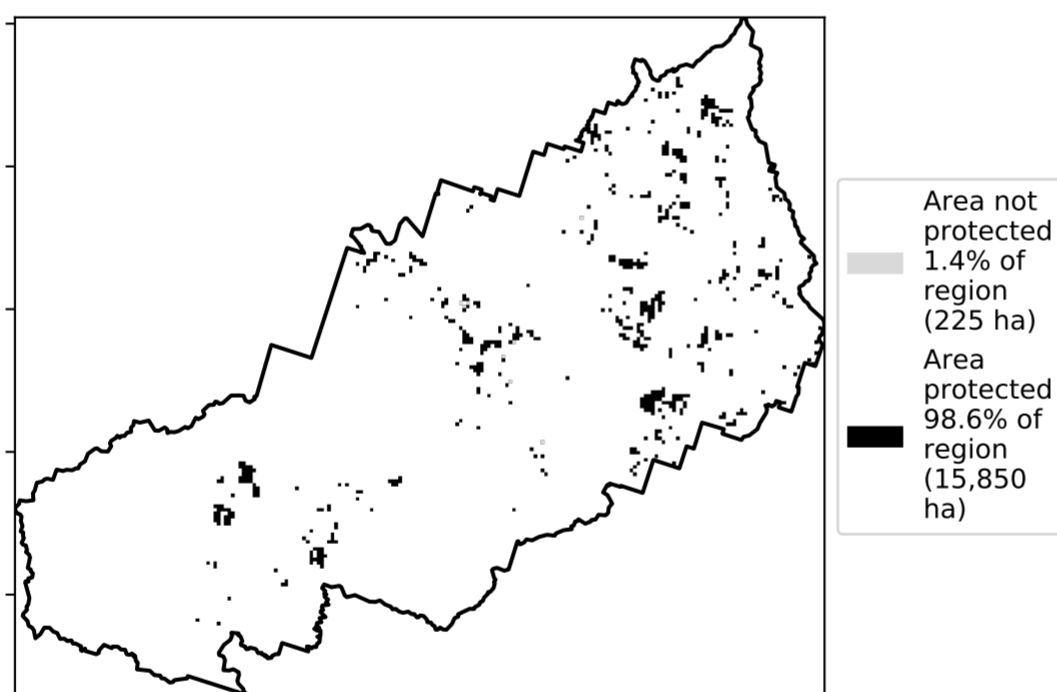 Area not
protected
1.4% of
region
(225 ha)
Area
protected
98.6% of
region
(15,850
ha)